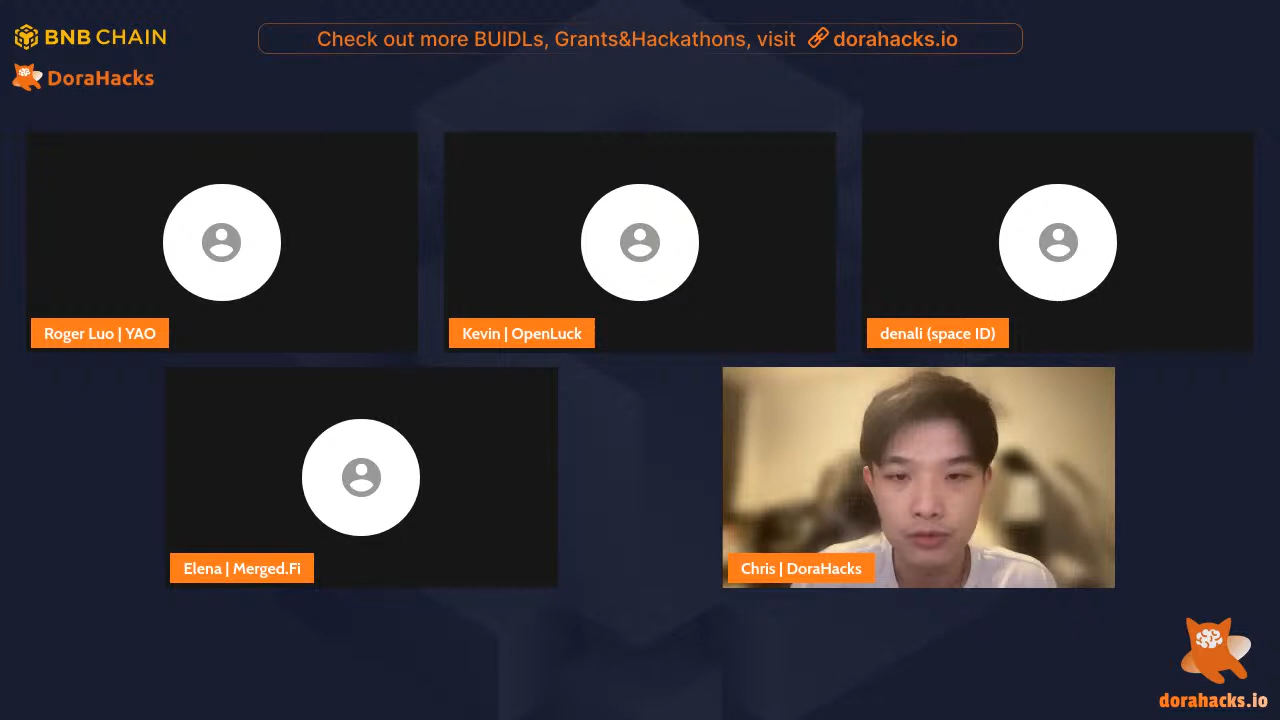 BNB CHAIN
DoraHacks
Check out more BUIDLs, Grants&Hackathons, visit dorahacks.io
Roger Luo | YAO
Kevin | OpenLuck
denali (space ID)
Elena | Merged.Fi
Chris | DoraHacks
dorahacks.io